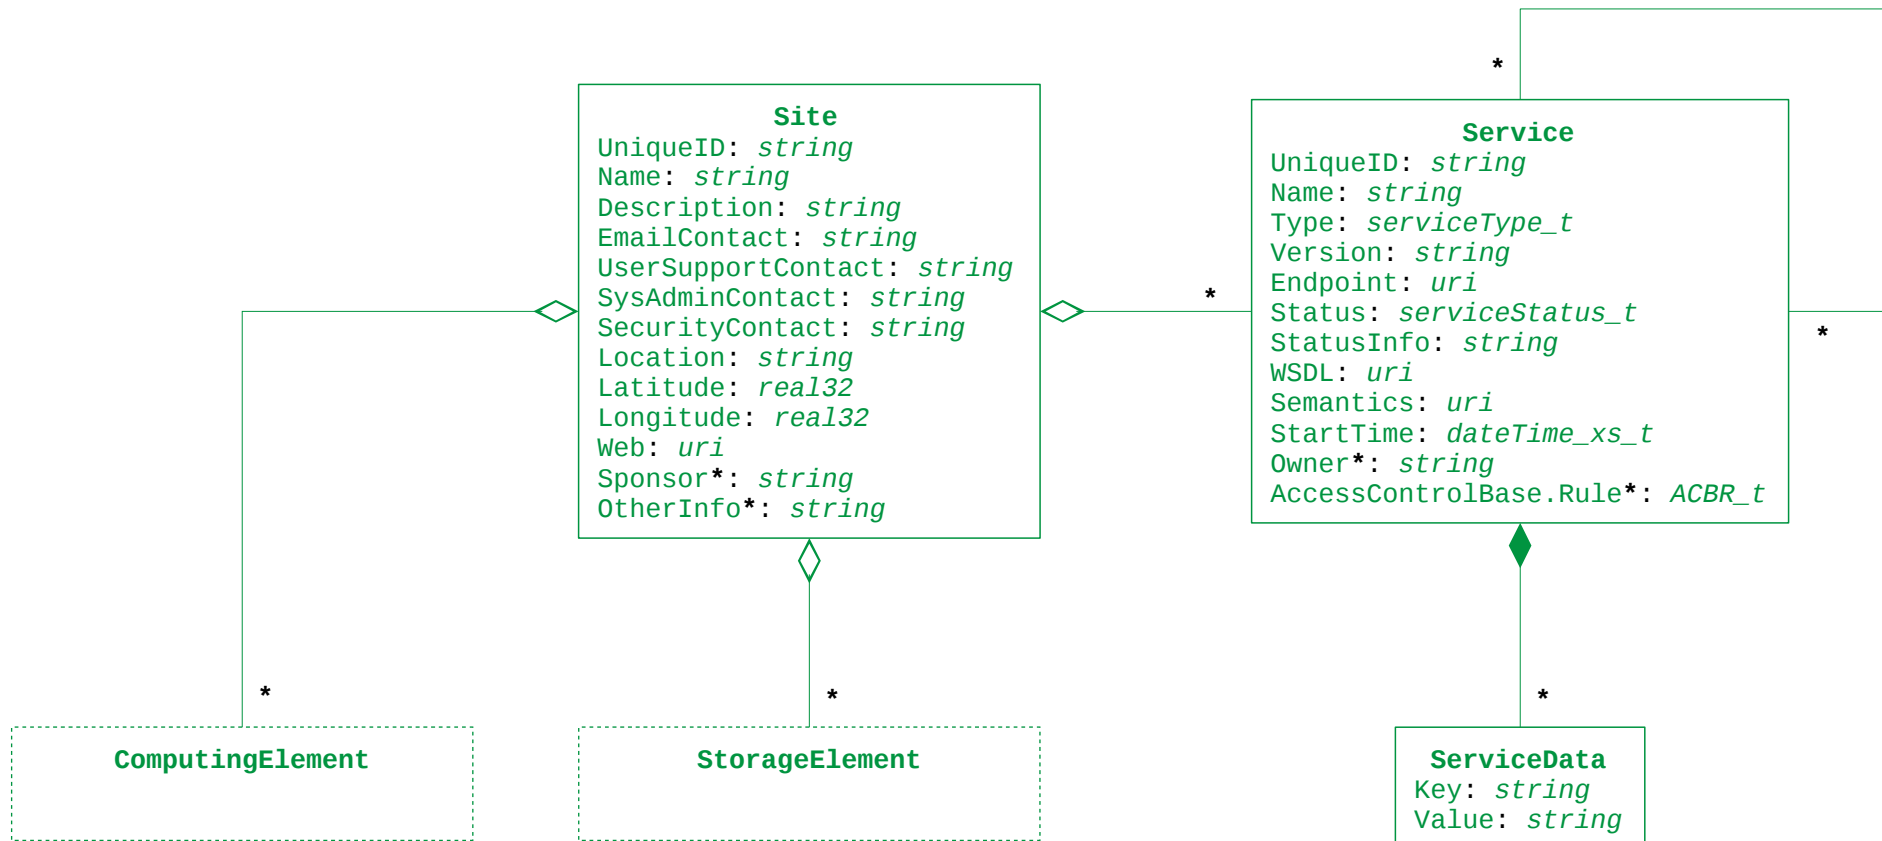 *
Site
UniqueID: string
Name: string
Description: string
EmailContact: string
UserSupportContact: string
SysAdminContact: string
SecurityContact: string
Location: string
Latitude: real32
Longitude: real32
Web: uri
Sponsor*: string
OtherInfo*: string
*
Service
UniqueID: string
Name: string
Type: serviceType_t
Version: string
Endpoint: uri
Status: serviceStatus_t
StatusInfo: string
WSDL: uri
Semantics: uri
StartTime: dateTime_xs_t
Owner*: string
AccessControlBase.Rule*: ACBR_t
*
*
*
*
ComputingElement
StorageElement
ServiceData
Key: string
Value: string